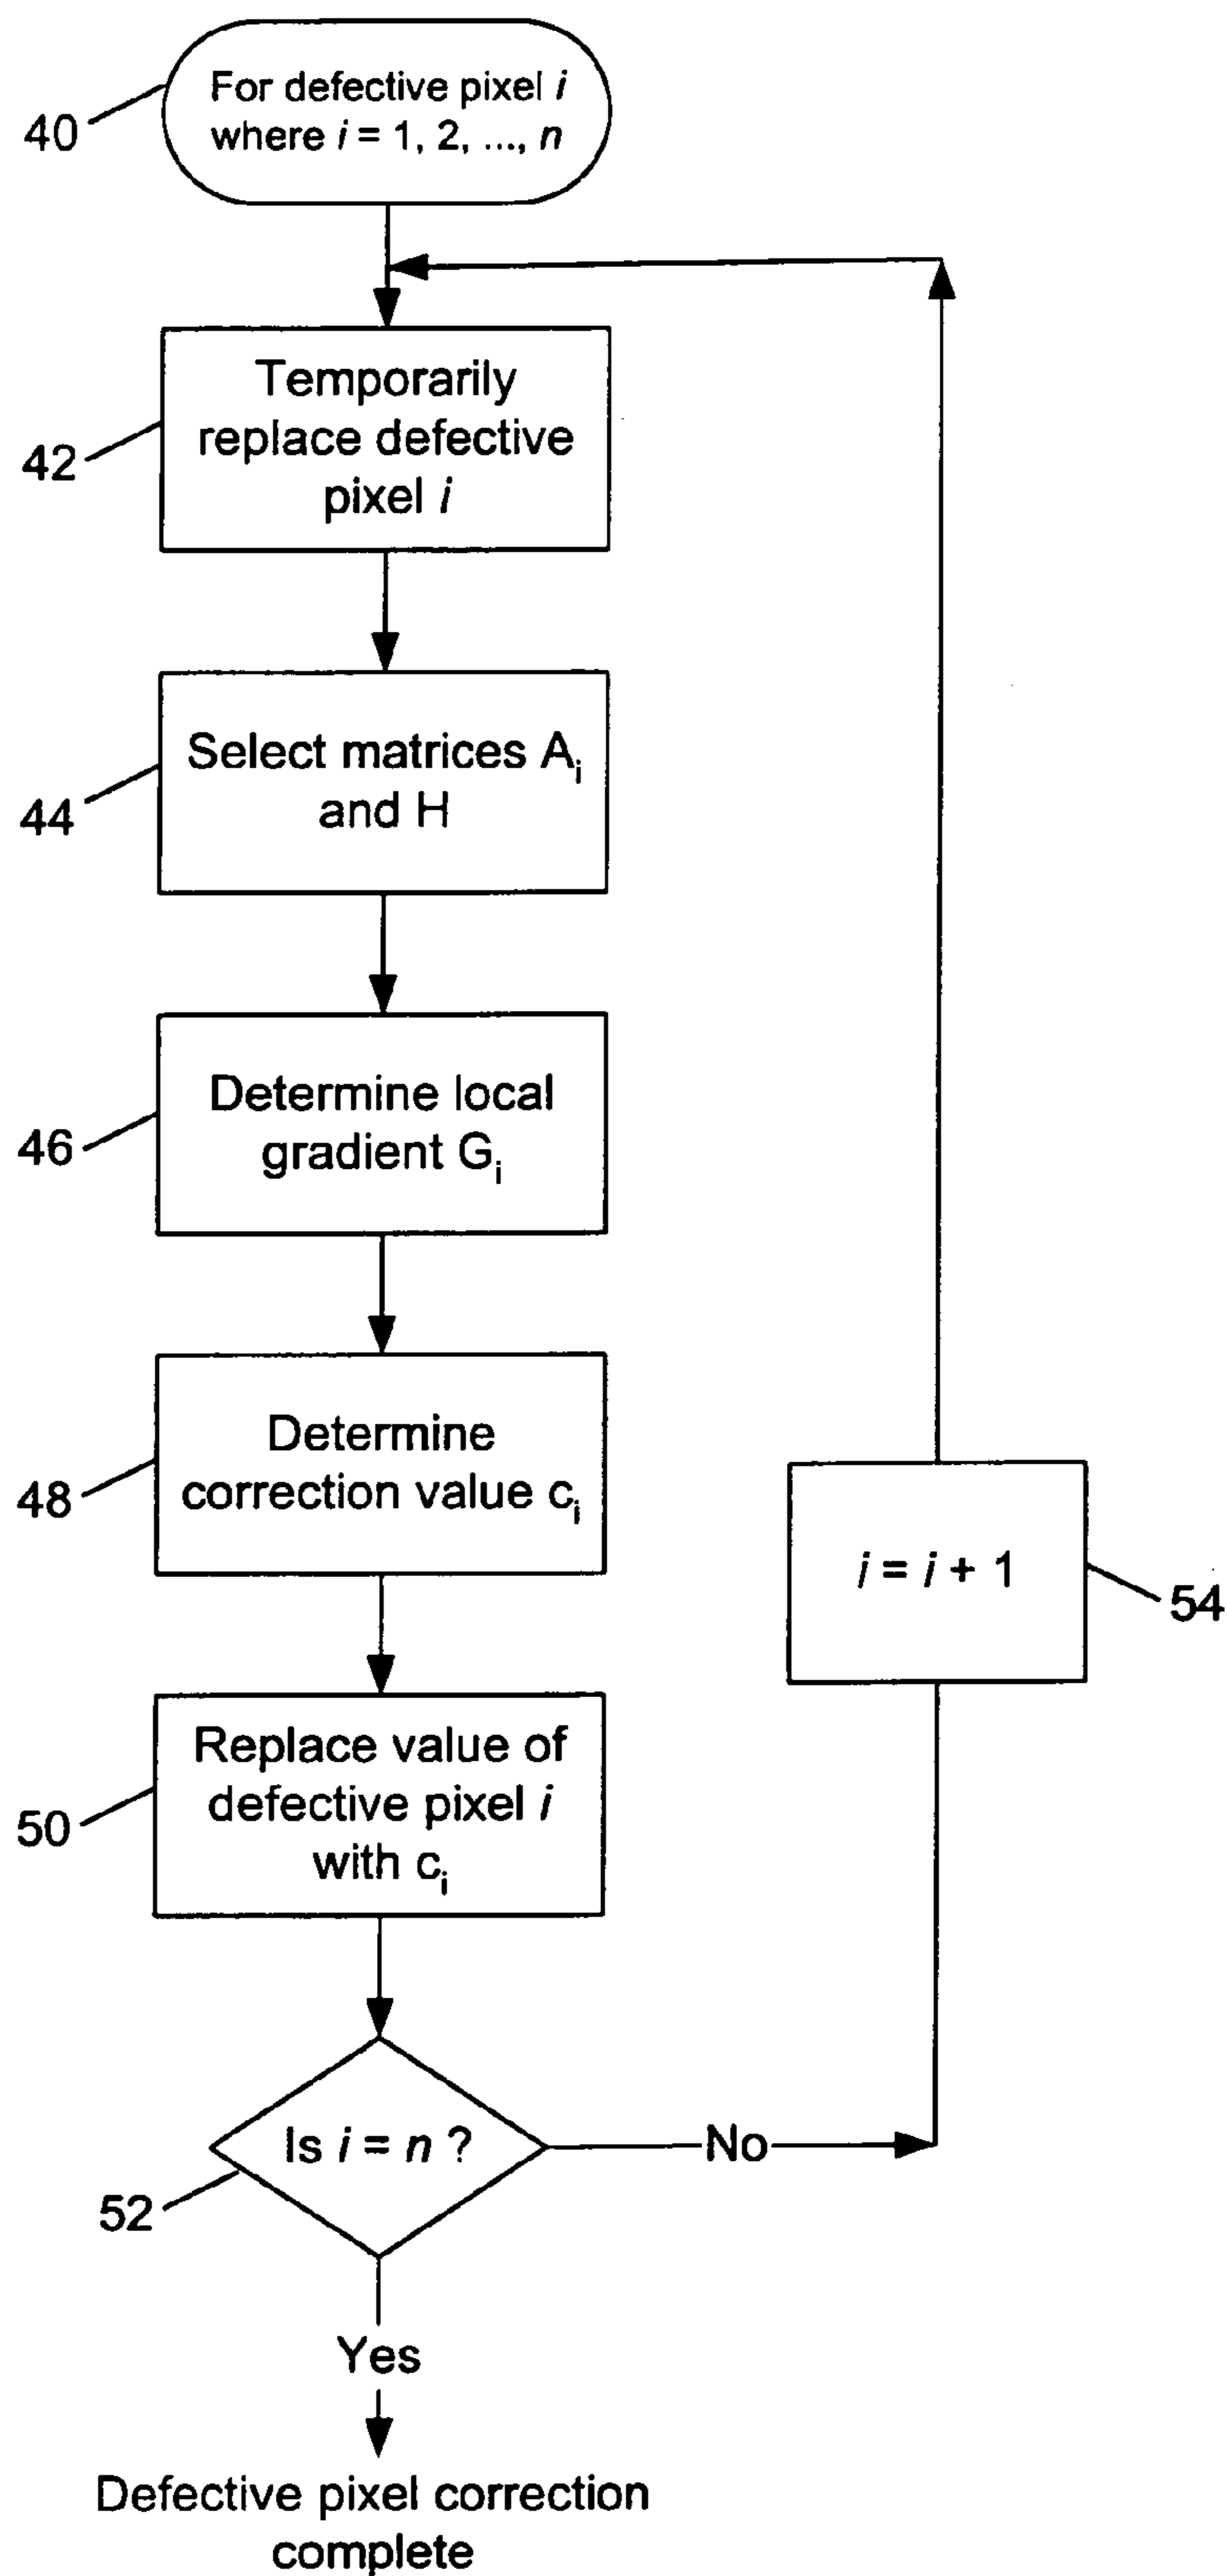 For defective pixel i
where i = 1, 2, ..., n
40
Temporarily
replace defective
pixel i
42
Select matrices Aᵢ
and H
44
Determine local
gradient Gᵢ
46
Determine
correction value cᵢ
48
i = i + 1
54
Replace value of
defective pixel i
with cᵢ
50
Is i = n ?
No
52
Yes
Defective pixel correction
complete